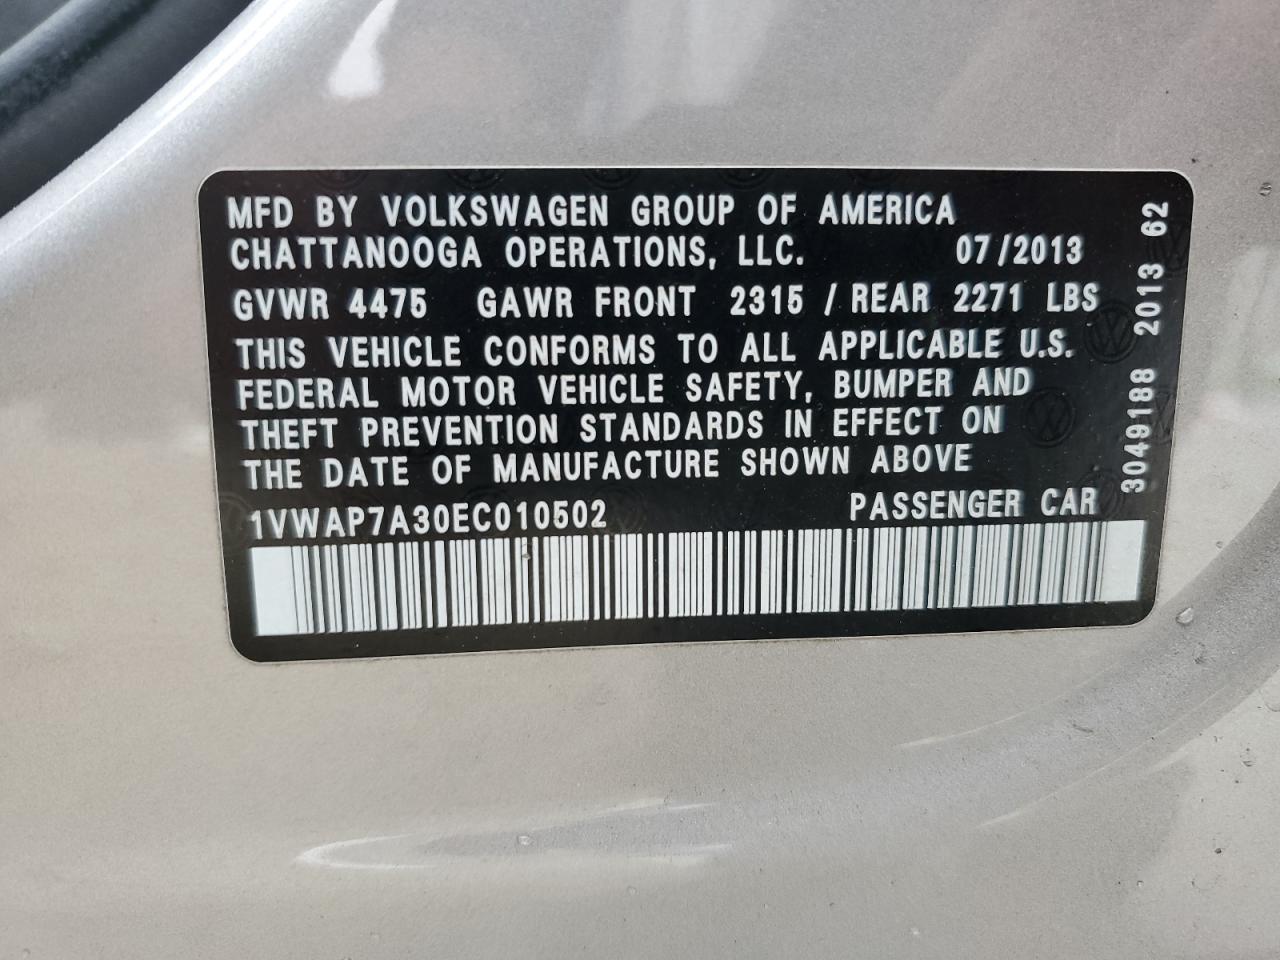 MFD BY VOLKSWAGEN GROUP OF AMERICA
CHATTANOOGA OPERATIONS, LLC. 07/2013
GVWR 4475 GAWR FRONT 2315 / REAR 2271 LBS
THIS VEHICLE CONFORMS TO ALL APPLICABLE U.S.
FEDERAL MOTOR VEHICLE SAFETY, BUMPER AND
THEFT PREVENTION STANDARDS IN EFFECT ON
THE DATE OF MANUFACTURE SHOWN ABOVE
1VWAP7A30EC010502 PASSENGER CAR
3049188 2013 62